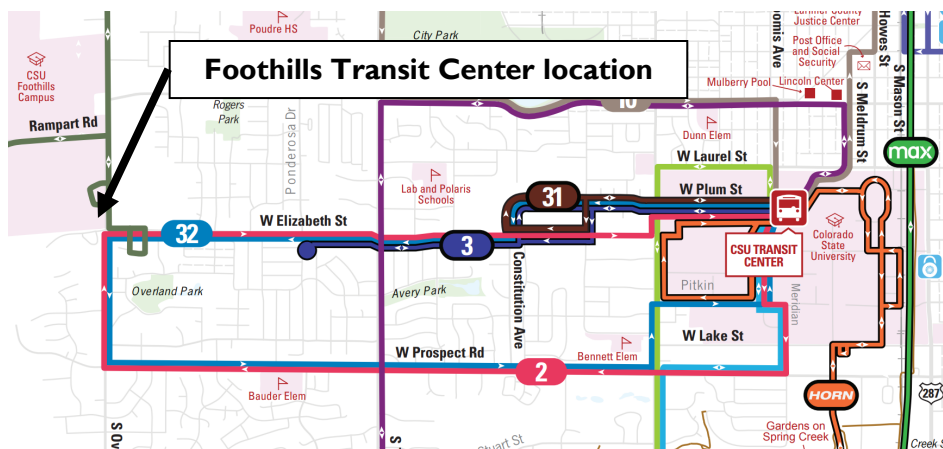 Larimer County
Justice Center
Poudre HS
City Park
Post Office
and Social
Security
Howes St
S Mason St
S Meldrum St
CSU
Foothills
Campus
Foothills Transit Center location
Mulberry Pool
Lincoln Center
Rogers
Park
10
Rampart Rd
Ponderosa Dr
Dunn Elem
max
W Laurel St
Lab and Polaris
Schools
31
W Plum St
W Elizabeth St
32
3
Colorado
State
University
CSU TRANSIT
CENTER
Constitution Ave
Overland Park
Avery Park
Pitkin
Meridian
W Lake St
W Prospect Rd
Bennett Elem
2
Bauder Elem
HORN
287
Gardens on
Spring Creek
Creek